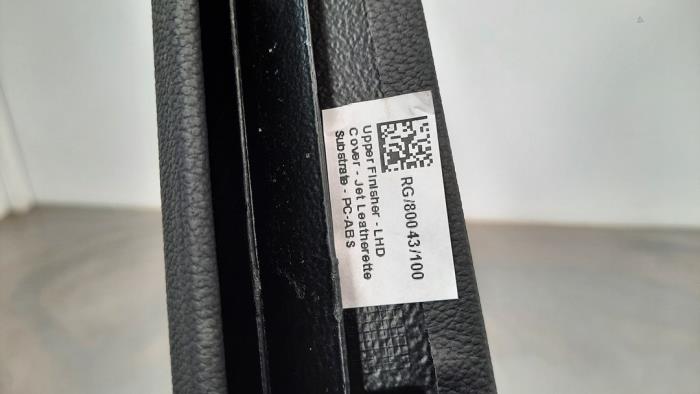 RG/80043/100
Upper Finisher - LHD
Cover - Jet Leatherette
Substrate - PC-ABS